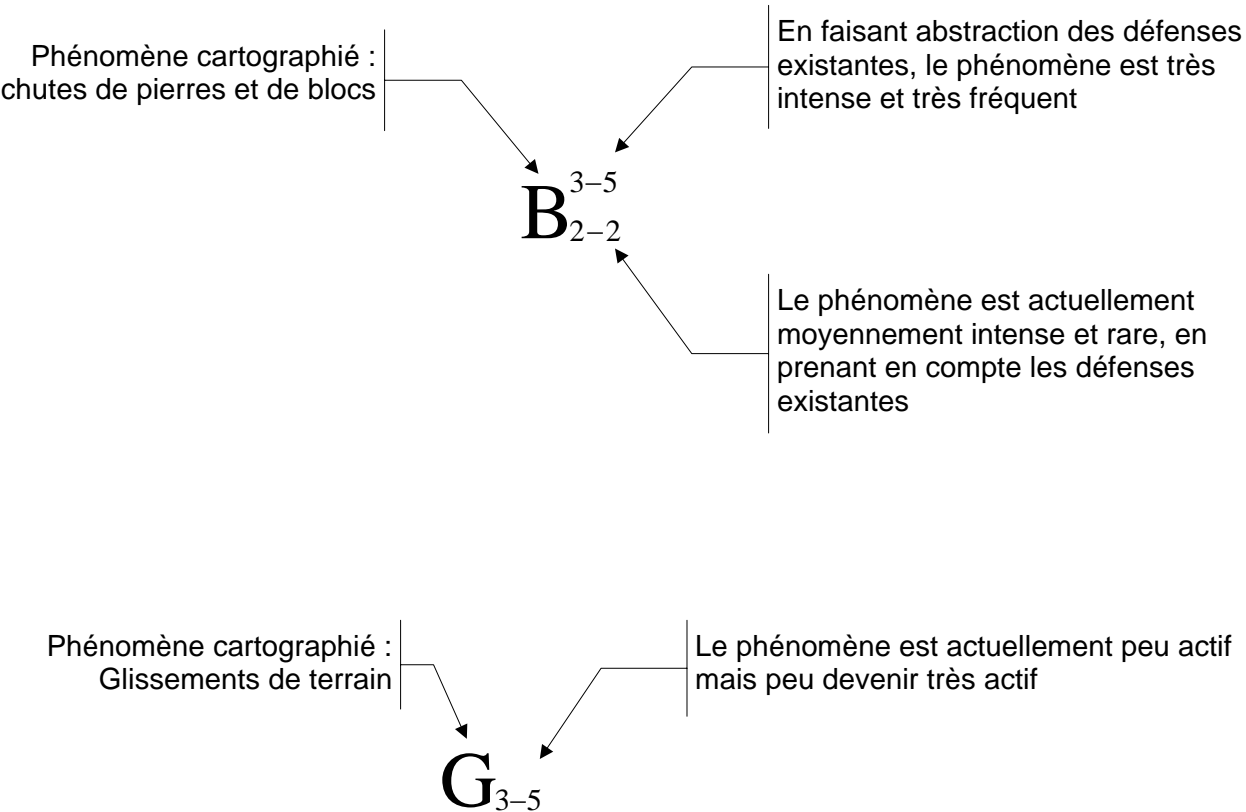 Phénomène cartographié :
chutes de pierres et de blocs
En faisant abstraction des défenses
existantes, le phénomène est très
intense et très fréquent
B 3–5
2–2
Le phénomène est actuellement
moyennement intense et rare, en
prenant en compte les défenses
existantes
Phénomène cartographié :
Glissements de terrain
Le phénomène est actuellement peu actif
mais peu devenir très actif
G3–5